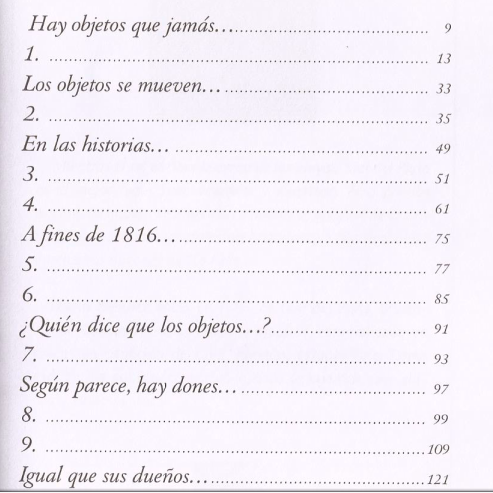 Hay objetos que jamás... 9
1. 13
Los objetos se mueven... 33
2. 35
En las historias... 49
3. 51
4. 61
A fines de 1816... 75
5. 77
6. 85
¿Quién dice que los objetos...? 91
7. 93
Según parece, hay dones... 97
8. 99
9. 109
Igual que sus dueños... 121